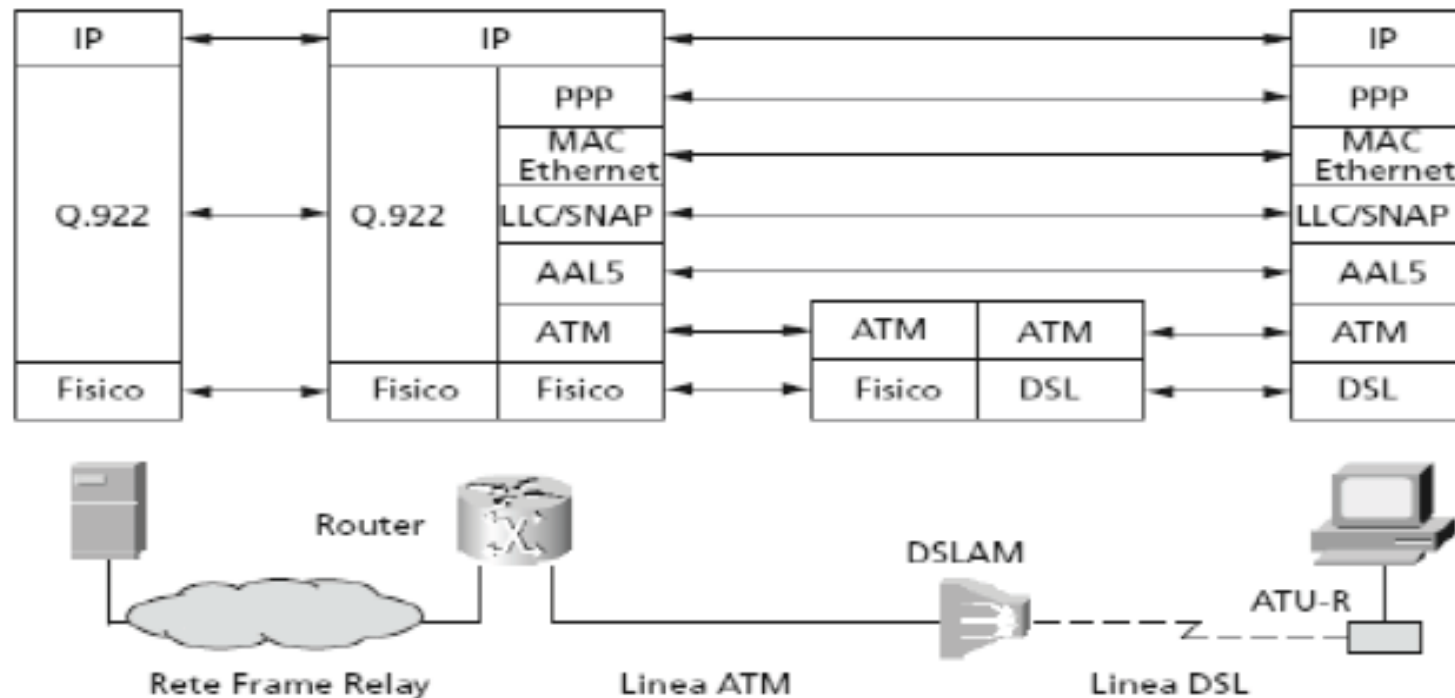 IP IP IP
PPP PPP
MAC Ethernet MAC Ethernet
Q.922 Q.922 LLC/SNAP LLC/SNAP
AAL5 AAL5
ATM ATM ATM ATM
Fisico Fisico Fisico Fisico DSL DSL
Router
DSLAM
ATU-R
Rete Frame Relay Linea ATM Linea DSL